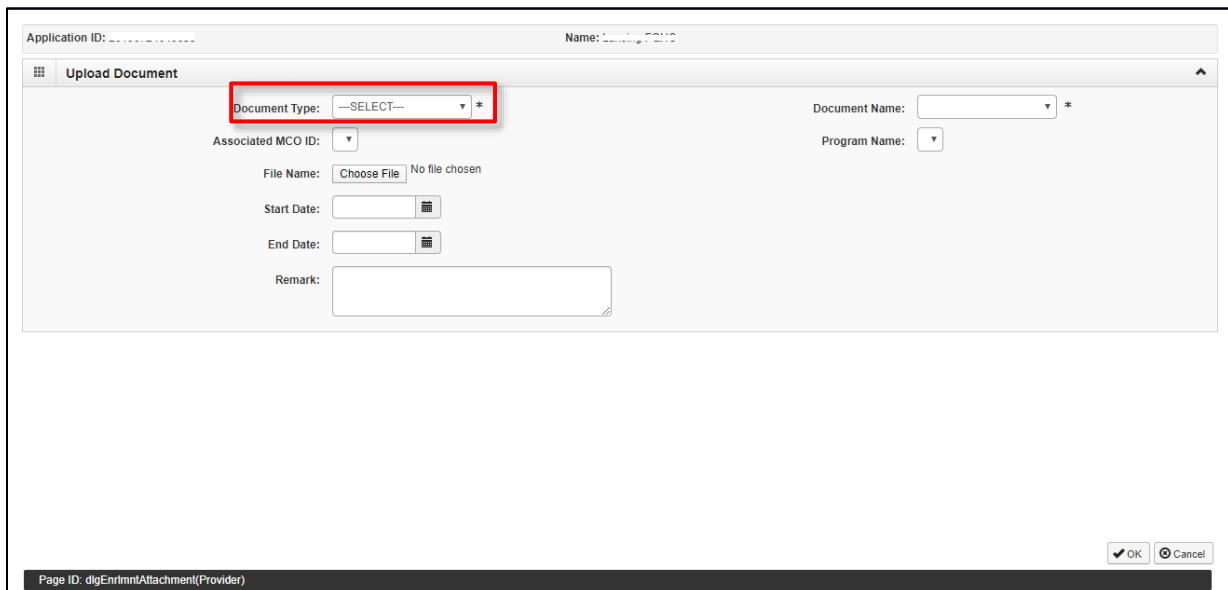 Application ID: Name:
Upload Document
Document Type: ---SELECT--- * Document Name: *
Associated MCO ID: Program Name:
File Name: Choose File No file chosen
Start Date:
End Date:
Remark:
OK Cancel
Page ID: dlgEnrlmntAttachment(Provider)